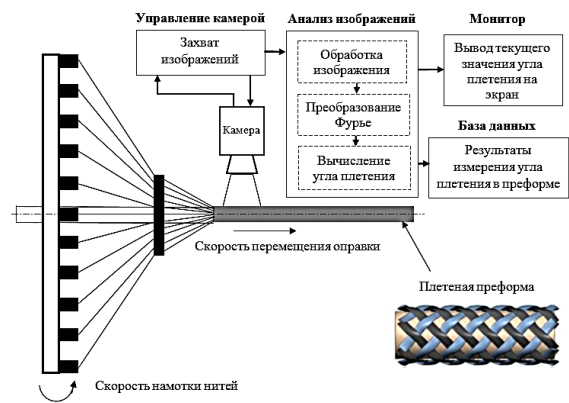 Управление камерой
Захват
изображений
Камера
Анализ изображений
Обработка
изображения
Преобразование
Фурье
Вычисление
угла плетения
Монитор
Вывод текущего
значения угла
плетения на
экран
База данных
Результаты
измерения угла
плетения в преформе
Скорость перемещения оправки
Плетеная преформа
Скорость намотки нитей